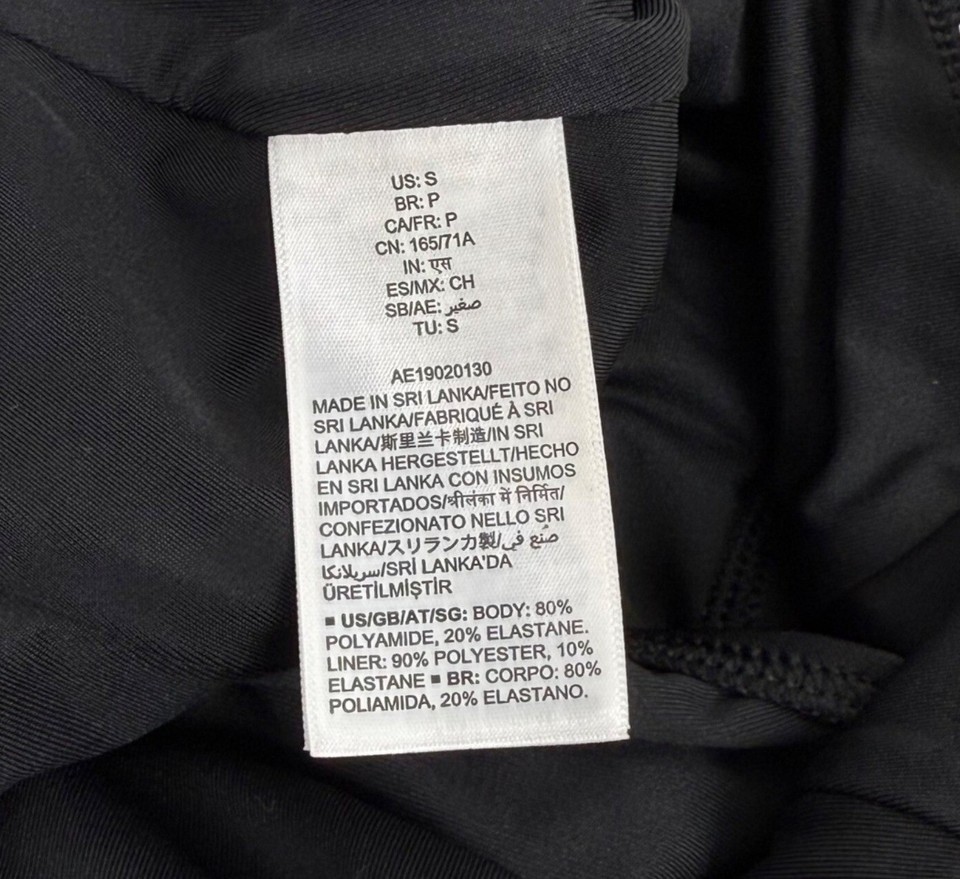 US: S
BR: P
CA/FR: P
CN: 165/71A
IN: एस
ES/MX: CH
SB/AE: صغير
TU: S
AE19020130
MADE IN SRI LANKA/FEITO NO
SRI LANKA/FABRIQUÉ À SRI
LANKA/斯里兰卡制造/IN SRI
LANKA HERGESTELLT/HECHO
EN SRI LANKA CON INSUMOS
IMPORTADOS/श्रीलंका में निर्मित/
CONFEZIONATO NELLO SRI
LANKA/スリランカ製/صنع في
سريلانكا/SRİ LANKA'DA
ÜRETİLMİŞTİR
■ US/GB/AT/SG: BODY: 80%
POLYAMIDE, 20% ELASTANE.
LINER: 90% POLYESTER, 10%
ELASTANE ■ BR: CORPO: 80%
POLIAMIDA, 20% ELASTANO.